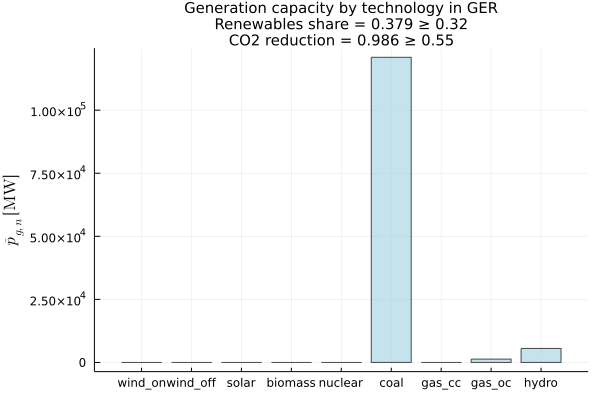 Generation capacity by technology in GER
Renewables share = 0.379 ≥ 0.32
CO2 reduction = 0.986 ≥ 0.55
p̄_{g,n} [MW]
1.00×10⁵
7.50×10⁴
5.00×10⁴
2.50×10⁴
0
wind_on wind_off solar biomass nuclear coal gas_cc gas_oc hydro